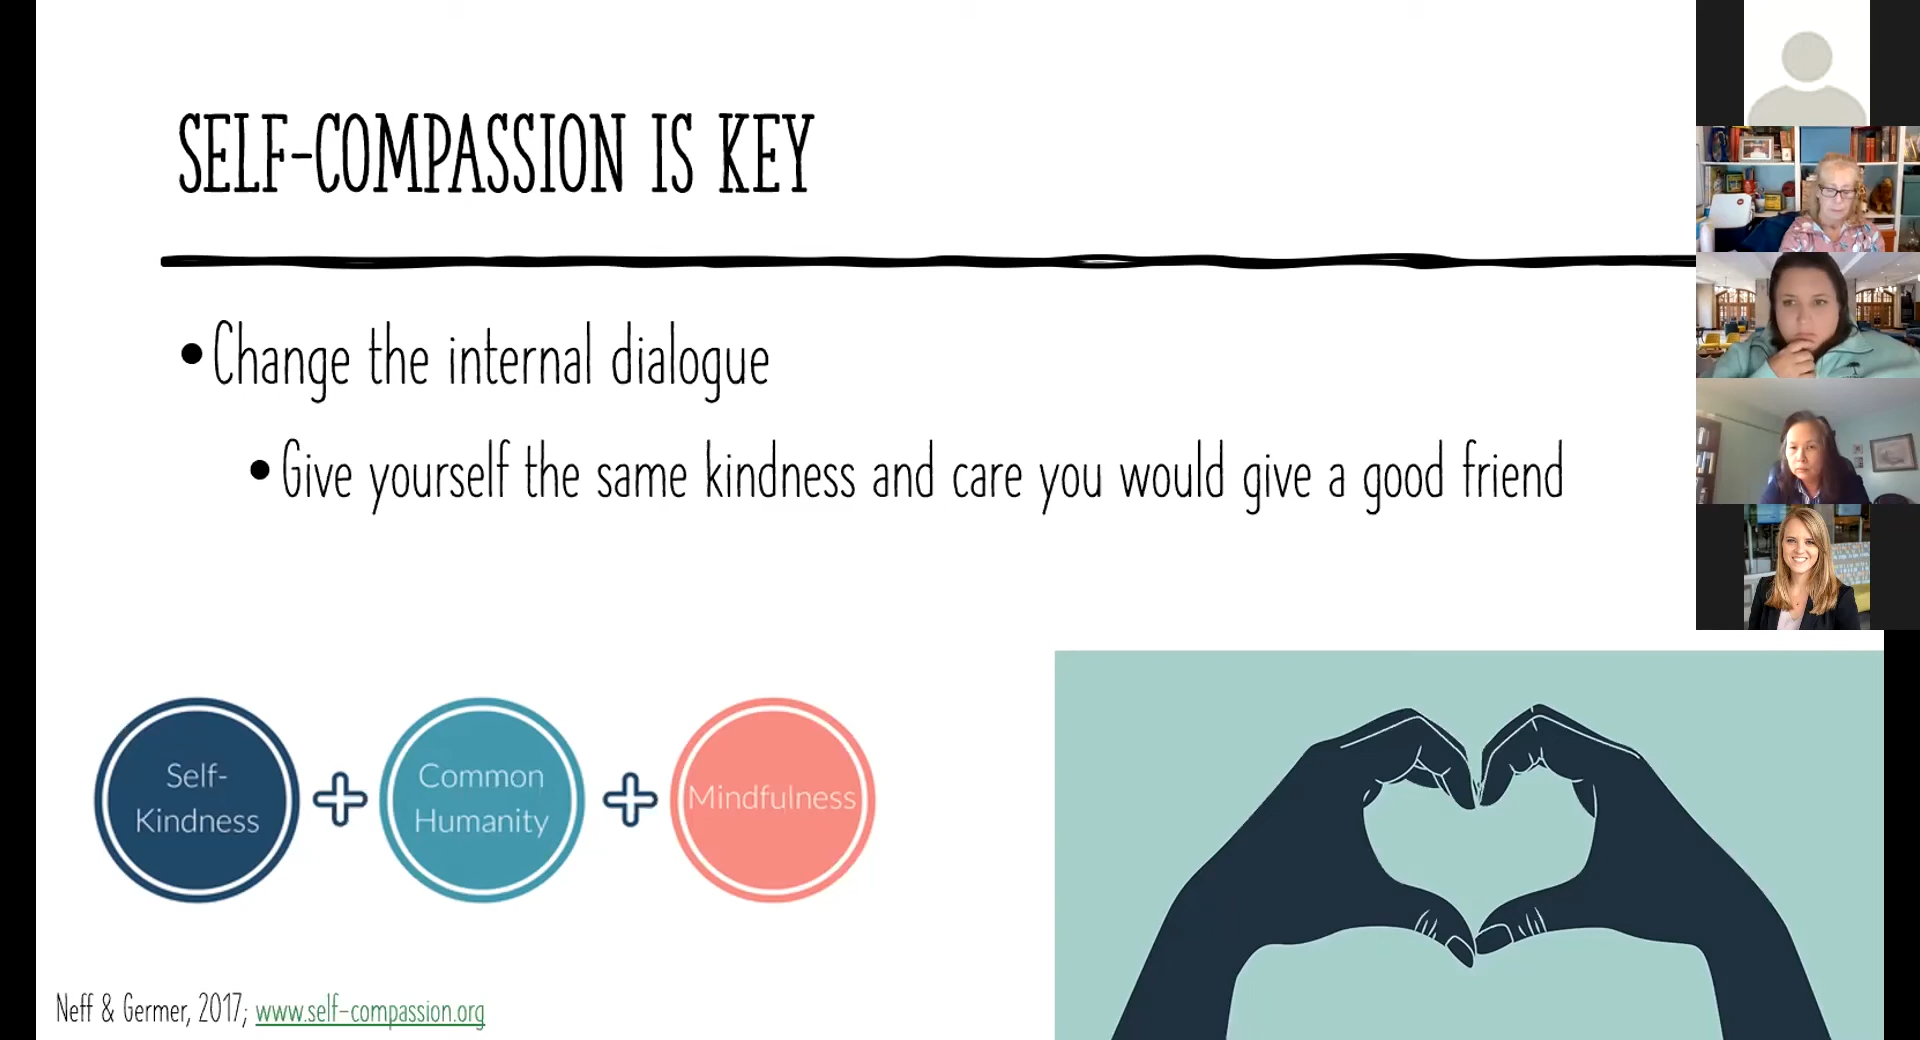 SELF-COMPASSION IS KEY
•Change the internal dialogue
•Give yourself the same kindness and care you would give a good friend
Self-
Kindness
Common
Humanity
Mindfulness
Neff & Germer, 2017; www.self-compassion.org